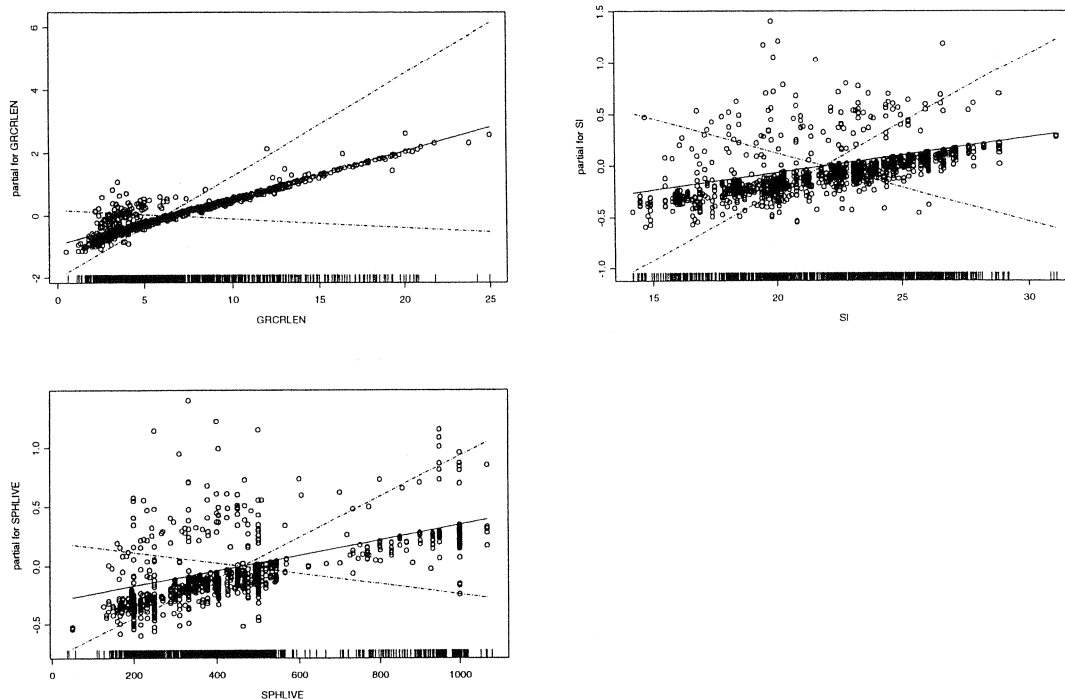 partial for GRCRLEN
6
4
2
0
-2
0 5 10 15 20 25
GRCRLEN
partial for SI
1.5
1.0
0.5
0.0
-0.5
-1.0
15 20 25 30
SI
partial for SPHLIVE
1.0
0.5
0.0
-0.5
0 200 400 600 800 1000
SPHLIVE